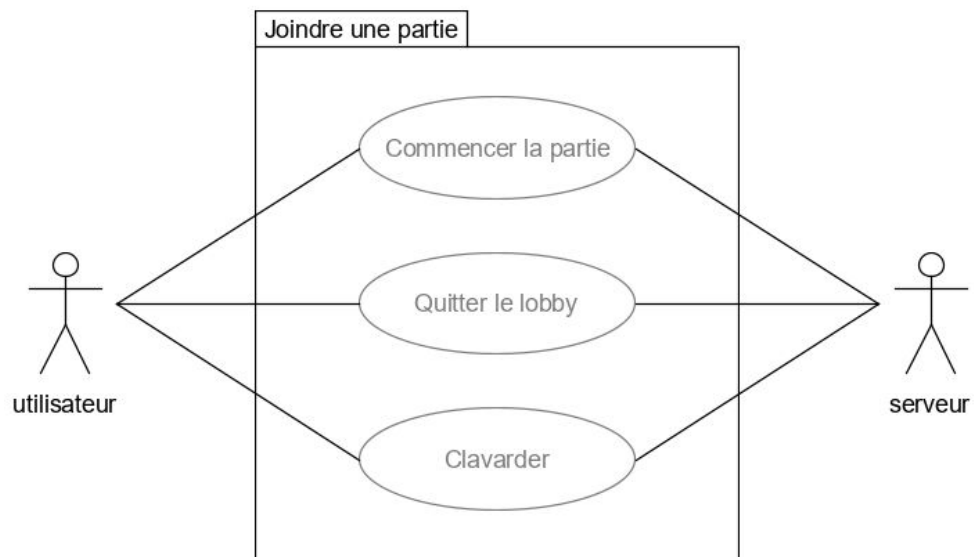 Joindre une partie
Commencer la partie
Quitter le lobby
utilisateur
serveur
Clavarder